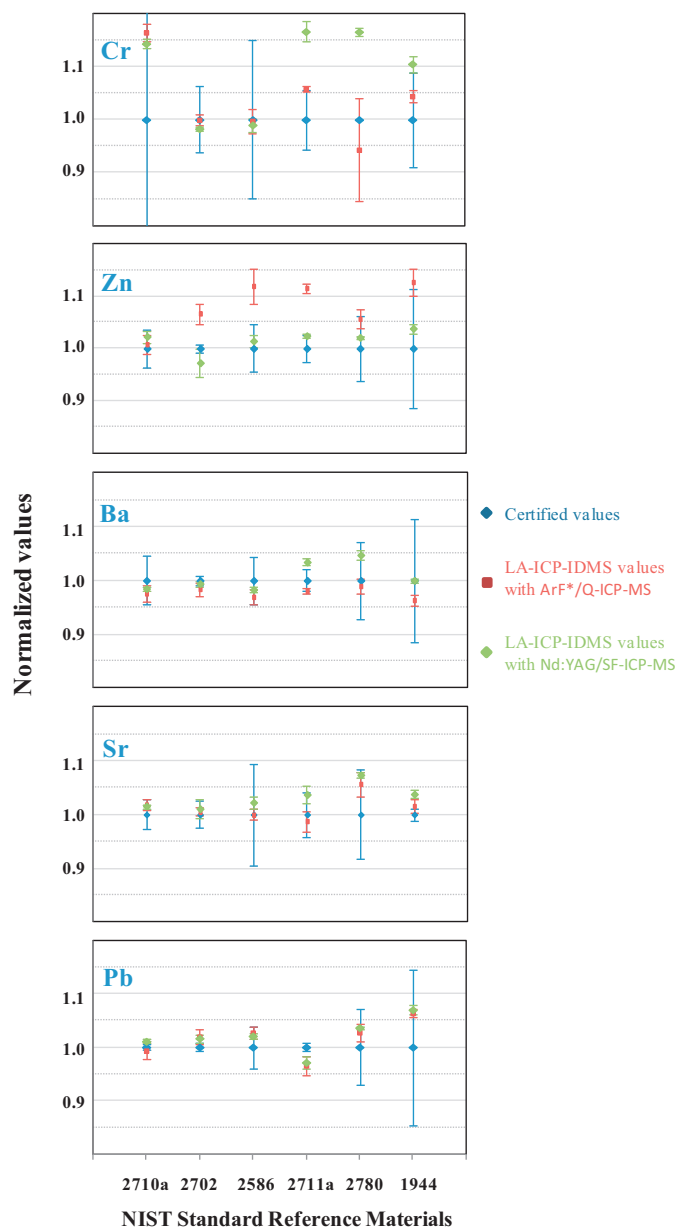 Cr
1.1
1.0
0.9
Zn
1.1
1.0
0.9
Ba
1.1
1.0
0.9
Sr
1.1
1.0
0.9
Pb
1.1
1.0
0.9
2710a 2702 2586 2711a 2780 1944
NIST Standard Reference Materials
Normalized values
Certified values
LA-ICP-IDMS values
with ArF*/Q-ICP-MS
LA-ICP-IDMS values
with Nd:YAG/SF-ICP-MS